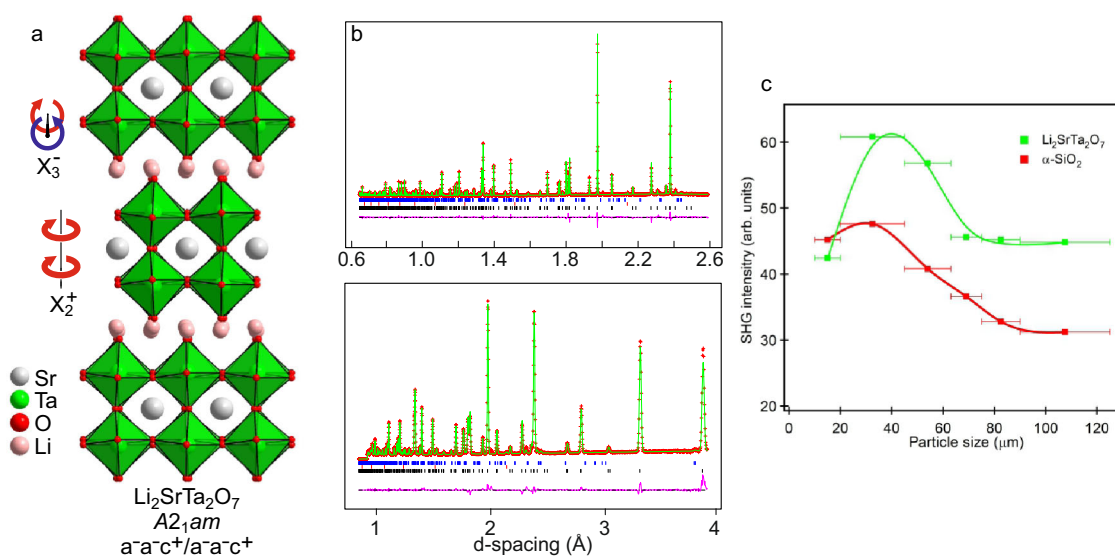 a
X₃⁻
X₂⁺
Sr
Ta
O
Li
Li₂SrTa₂O₇
A2₁am
a⁻a⁻c⁺/a⁻a⁻c⁺
b
0.6 1.0 1.4 1.8 2.2 2.6
1 2 3 4
d-spacing (Å)
c
Li₂SrTa₂O₇
α-SiO₂
60
50
40
30
20
SHG intensitry (arb. units)
0 20 40 60 80 100 120
Particle size (μm)